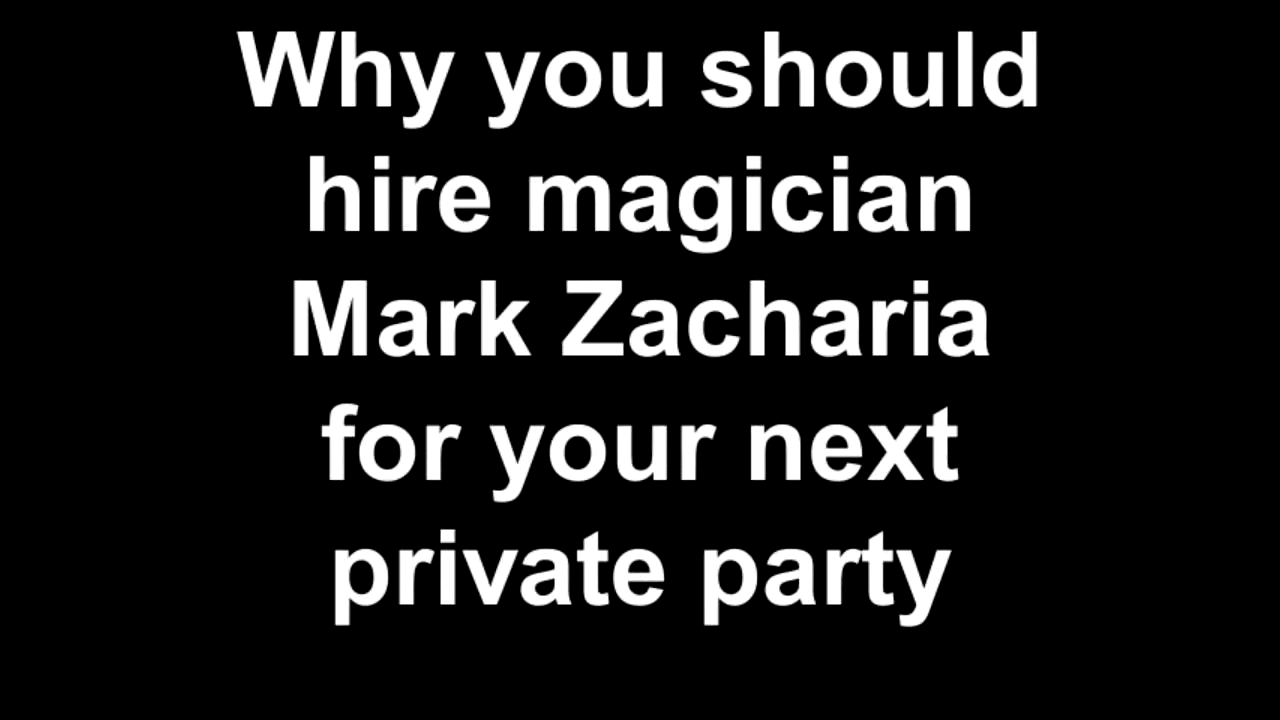 Why you should
hire magician
Mark Zacharia
for your next
private party